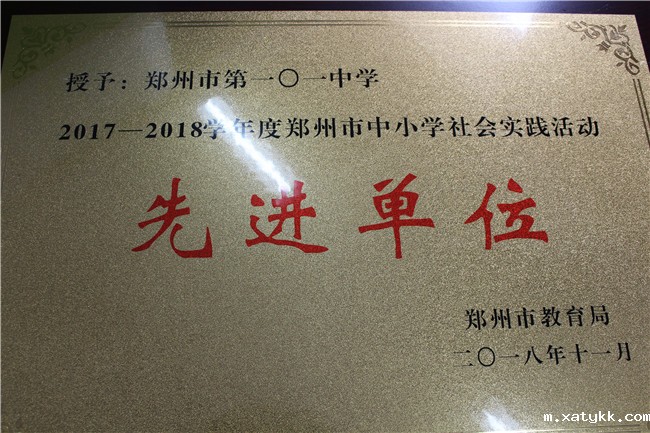 授予：郑州市第一〇一中学
2017—2018学年度郑州市中小学社会实践活动
先进单位
郑州市教育局
二〇一八年十一月
m.xatykk.com